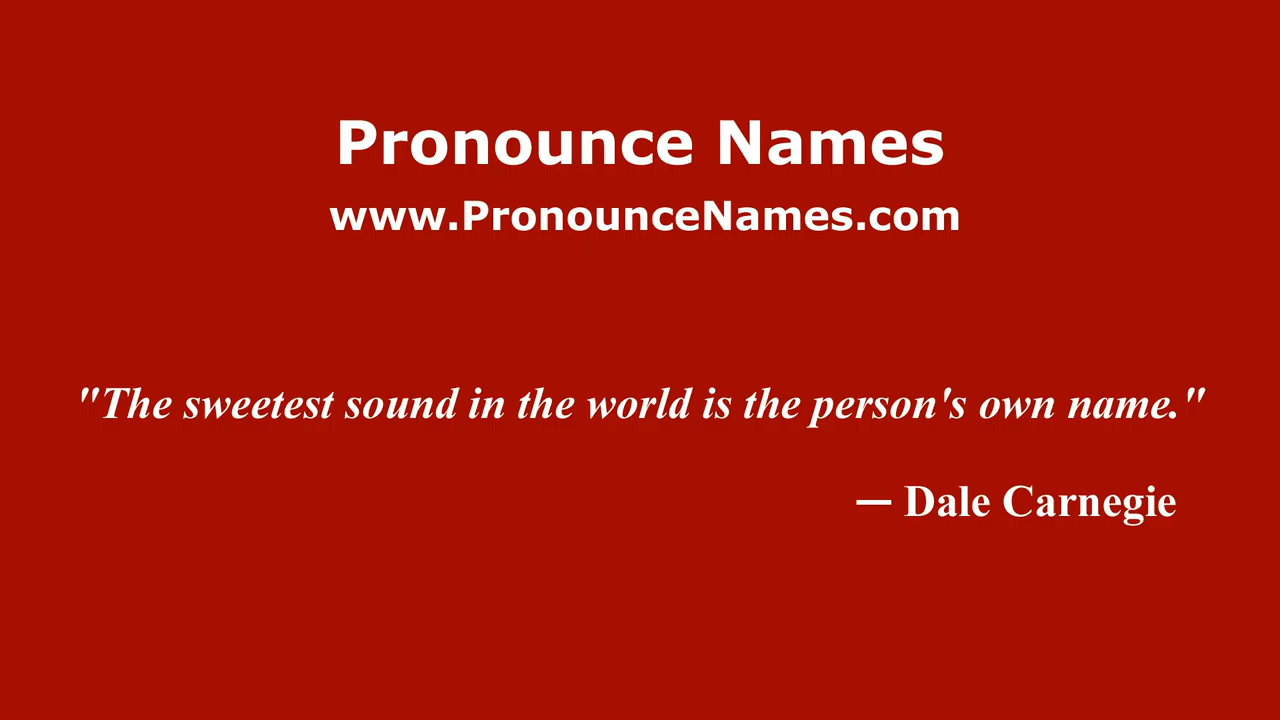 Pronounce Names
www.PronounceNames.com
"The sweetest sound in the world is the person's own name."
— Dale Carnegie